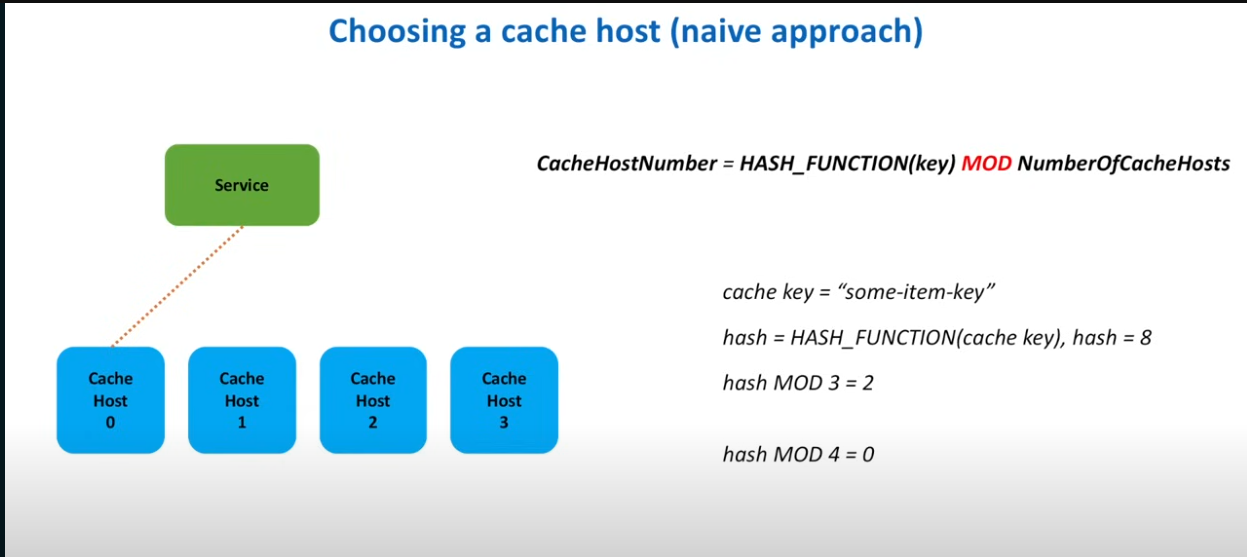 Choosing a cache host (naive approach)
Service
CacheHostNumber = HASH_FUNCTION(key) MOD NumberOfCacheHosts
cache key = “some-item-key”
hash = HASH_FUNCTION(cache key), hash = 8
hash MOD 3 = 2
hash MOD 4 = 0
Cache
Host
0
Cache
Host
1
Cache
Host
2
Cache
Host
3